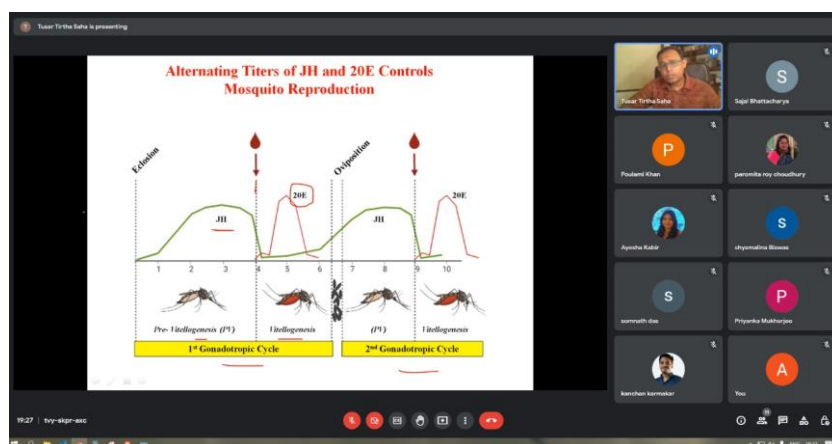 Tusar Tirtha Saha is presenting
Alternating Titers of JH and 20E Controls
Mosquito Reproduction
Eclosion
Oviposition
20E
20E
JH
JH
1 2 3 4 5 6 7 8 9 10
Pre- Vitellogenesis (PV) Vitellogenesis (PV) Vitellogenesis
1st Gonadotropic Cycle 2nd Gonadotropic Cycle
Tusar Tirtha Saha
S
Sajal Bhattacharya
P
Poulami Khan
paromita roy choudhury
Ayesha Kabir
S
shyamalina Biswas
S
somnath das
P
Priyanka Mukherjee
kanchan karmakar
A
You
19:27 | tvy-skpr-axc
11